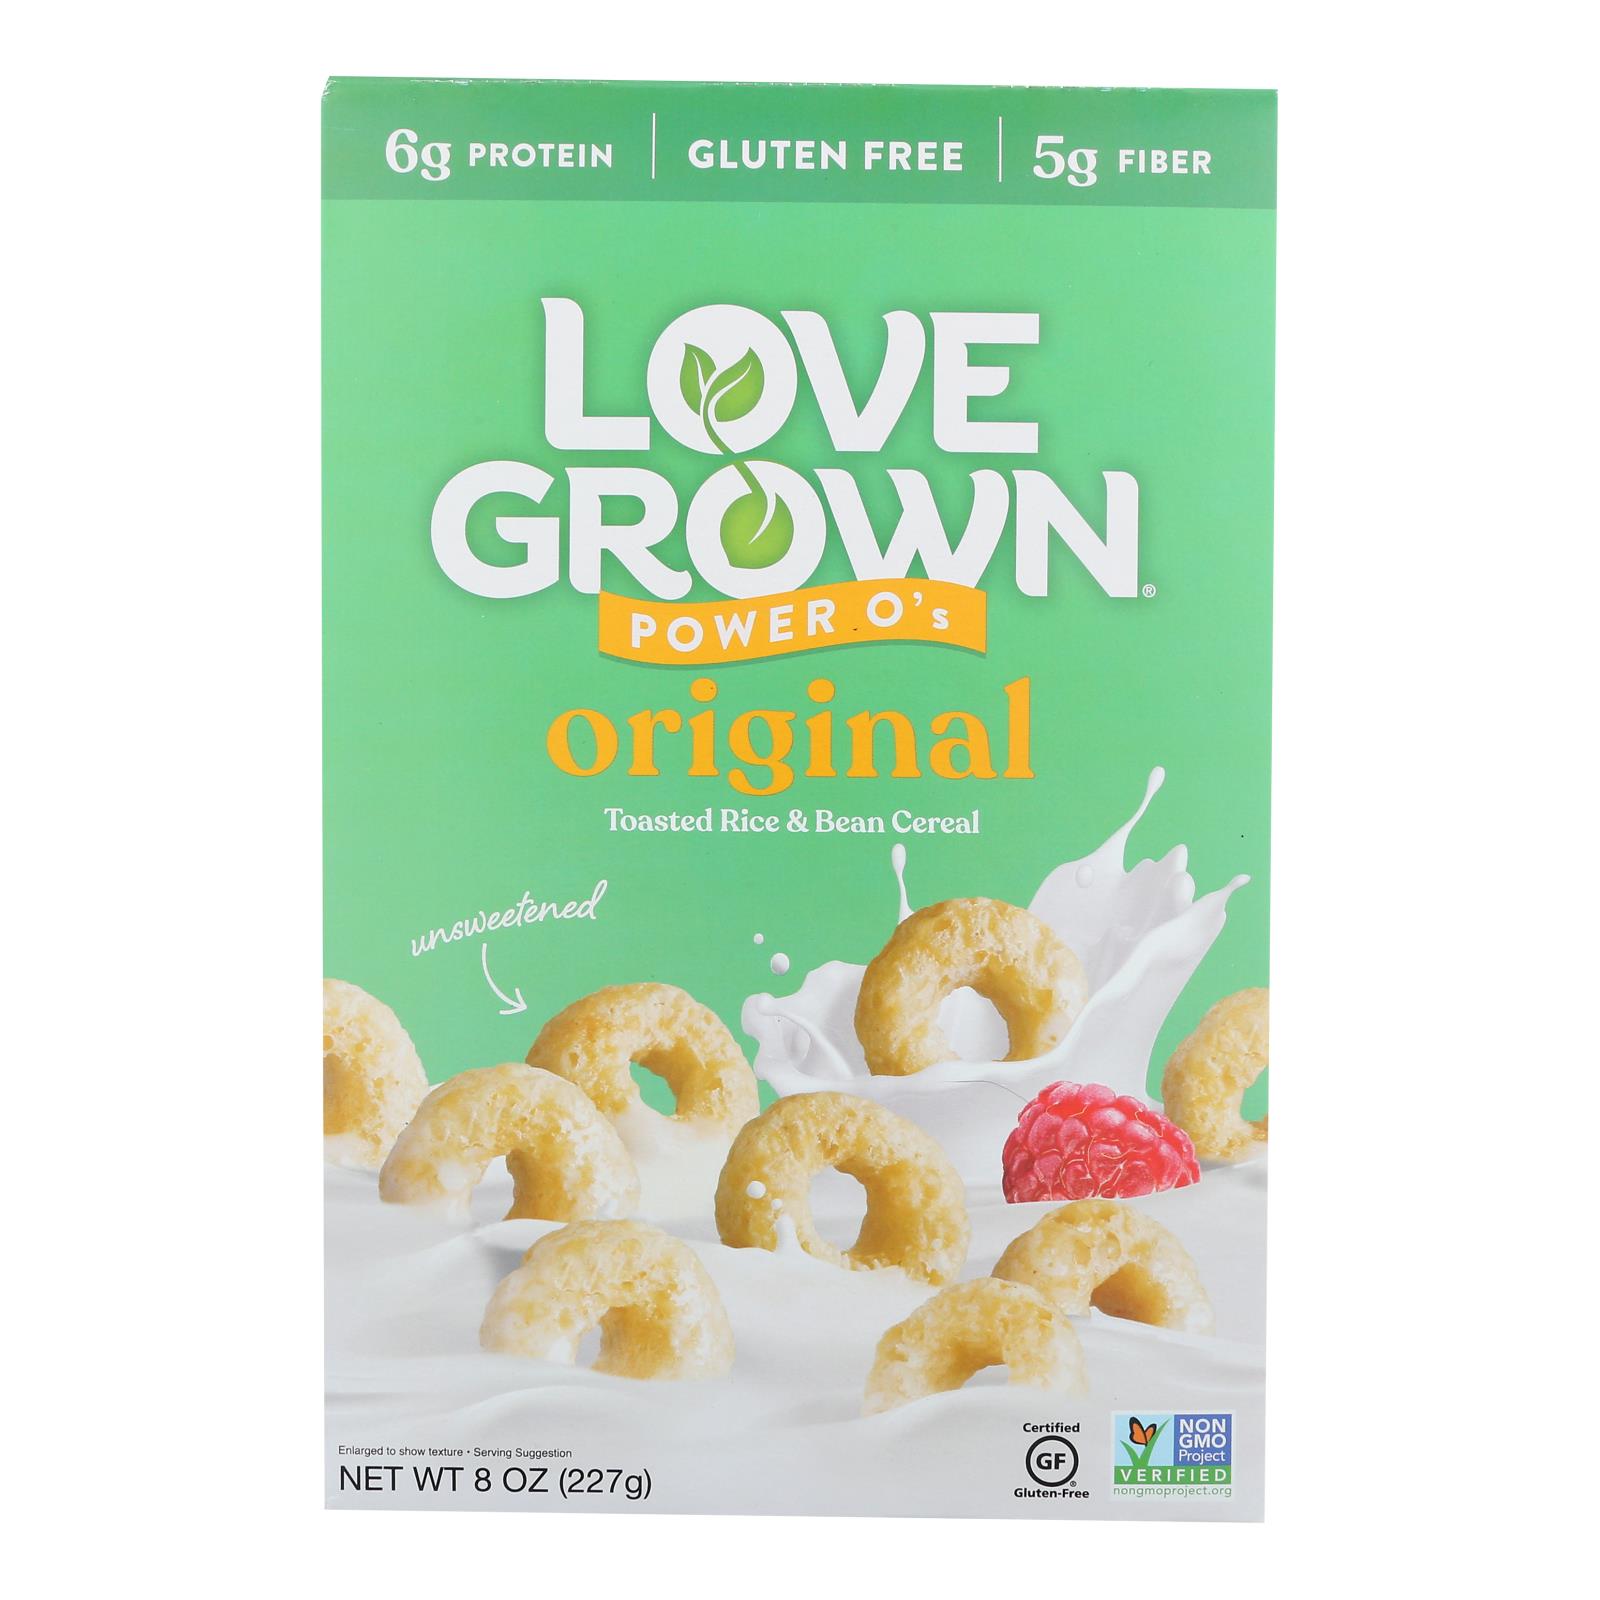 6g PROTEIN | GLUTEN FREE | 5g FIBER
LOVE
GROWN®
POWER O's
original
Toasted Rice & Bean Cereal
unsweetened
Enlarged to show texture • Serving Suggestion
NET WT 8 OZ (227g)
Certified
GF®
Gluten-Free
NON
GMO
Project
VERIFIED
nongmoproject.org